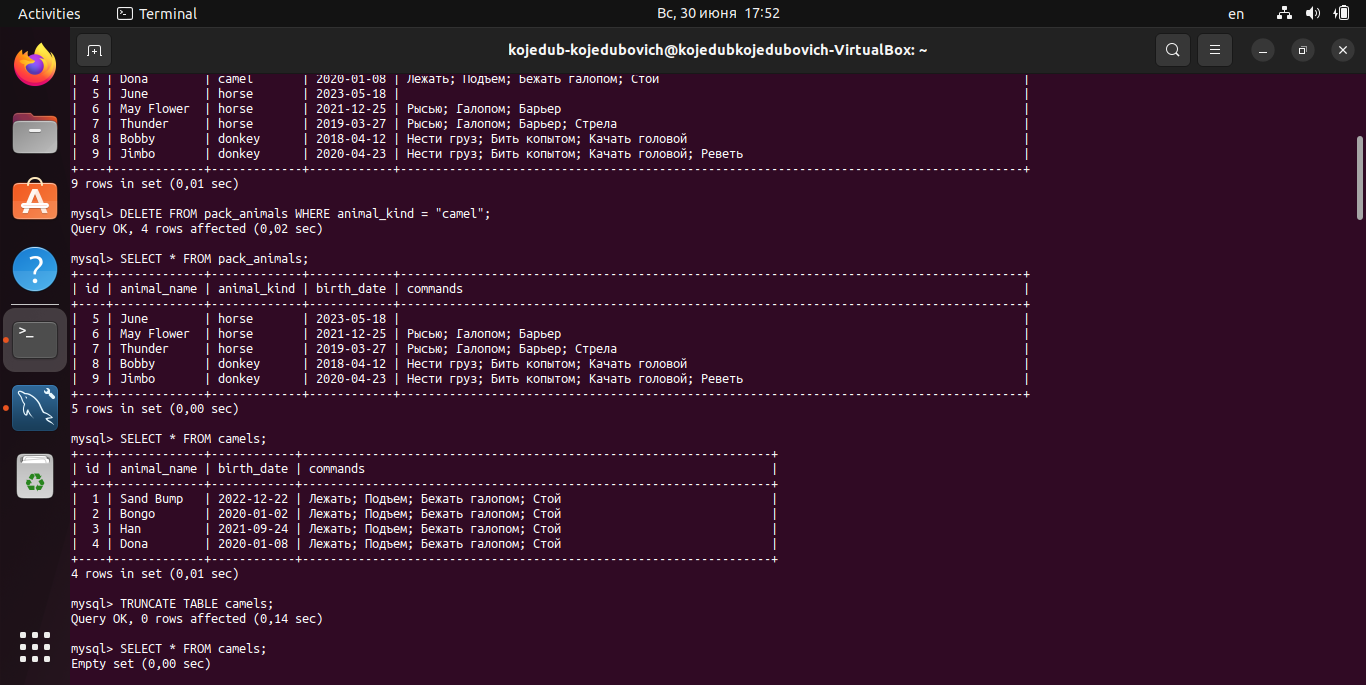 Activities Terminal Вс, 30 июня 17:52 en
kojedub-kojedubovich@kojedubkojedubovich-VirtualBox: ~
| 4 | Dona | camel | 2020-01-08 | Лежать; Подъем; Бежать галопом; Стой |
| 5 | June | horse | 2023-05-18 | |
| 6 | May Flower | horse | 2021-12-25 | Рысью; Галопом; Барьер |
| 7 | Thunder | horse | 2019-03-27 | Рысью; Галопом; Барьер; Стрела |
| 8 | Bobby | donkey | 2018-04-12 | Нести груз; Бить копытом; Качать головой |
| 9 | Jimbo | donkey | 2020-04-23 | Нести груз; Бить копытом; Качать головой; Реветь |
9 rows in set (0,01 sec)
mysql> DELETE FROM pack_animals WHERE animal_kind = "camel";
Query OK, 4 rows affected (0,02 sec)
mysql> SELECT * FROM pack_animals;
| id | animal_name | animal_kind | birth_date | commands |
| 5 | June | horse | 2023-05-18 | |
| 6 | May Flower | horse | 2021-12-25 | Рысью; Галопом; Барьер |
| 7 | Thunder | horse | 2019-03-27 | Рысью; Галопом; Барьер; Стрела |
| 8 | Bobby | donkey | 2018-04-12 | Нести груз; Бить копытом; Качать головой |
| 9 | Jimbo | donkey | 2020-04-23 | Нести груз; Бить копытом; Качать головой; Реветь |
5 rows in set (0,00 sec)
mysql> SELECT * FROM camels;
| id | animal_name | birth_date | commands |
| 1 | Sand Bump | 2022-12-22 | Лежать; Подъем; Бежать галопом; Стой |
| 2 | Bongo | 2020-01-02 | Лежать; Подъем; Бежать галопом; Стой |
| 3 | Han | 2021-09-24 | Лежать; Подъем; Бежать галопом; Стой |
| 4 | Dona | 2020-01-08 | Лежать; Подъем; Бежать галопом; Стой |
4 rows in set (0,01 sec)
mysql> TRUNCATE TABLE camels;
Query OK, 0 rows affected (0,14 sec)
mysql> SELECT * FROM camels;
Empty set (0,00 sec)